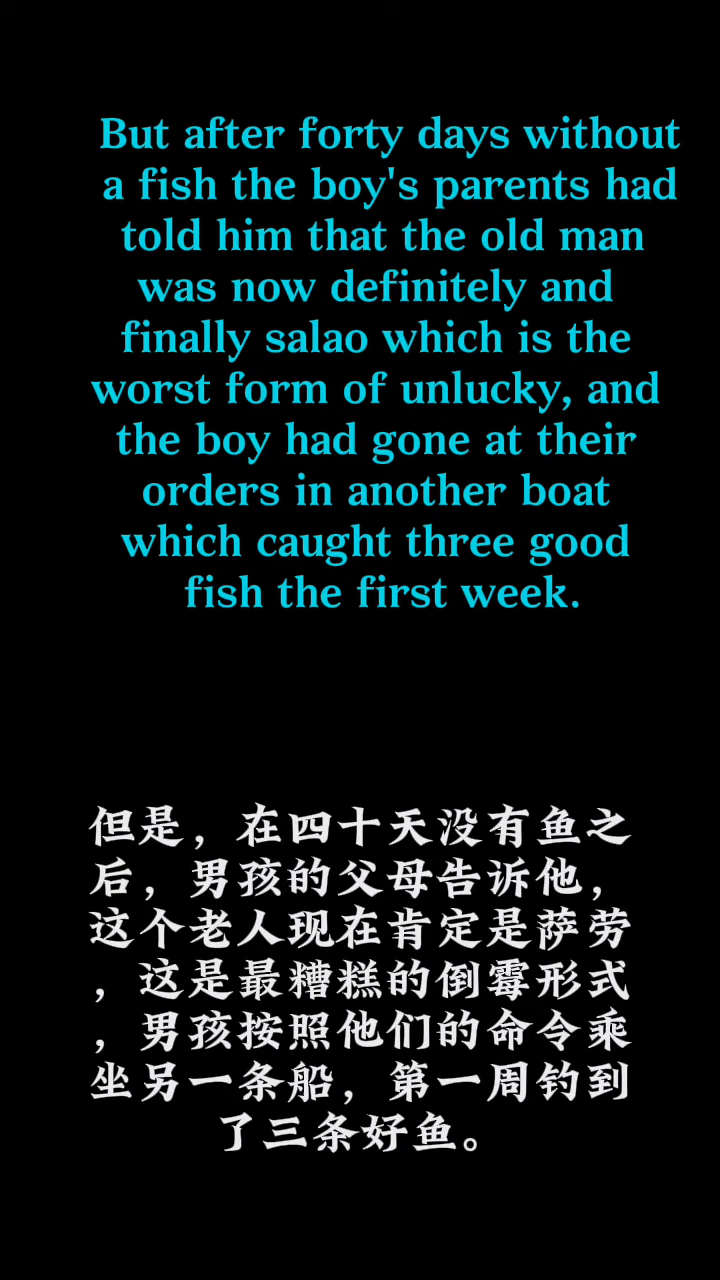 But after forty days without
a fish the boy's parents had
told him that the old man
was now definitely and
finally salao which is the
worst form of unlucky, and
the boy had gone at their
orders in another boat
which caught three good
fish the first week.
但是，在四十天没有鱼之
后，男孩的父母告诉他，
这个老人现在肯定是萨劳
，这是最糟糕的倒霉形式
，男孩按照他们的命令乘
坐另一条船，第一周钓到
了三条好鱼。